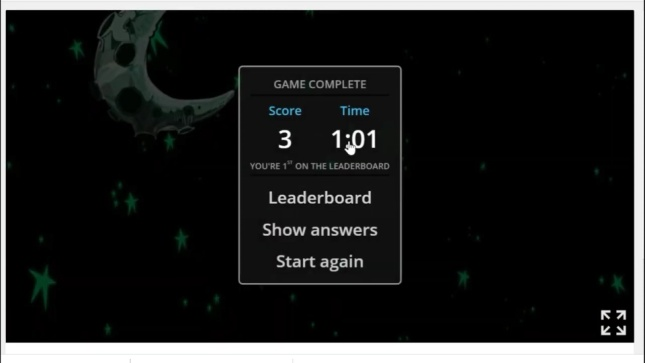 GAME COMPLETE
Score Time
3 1:01
YOU'RE 1ST ON THE LEADERBOARD
Leaderboard
Show answers
Start again